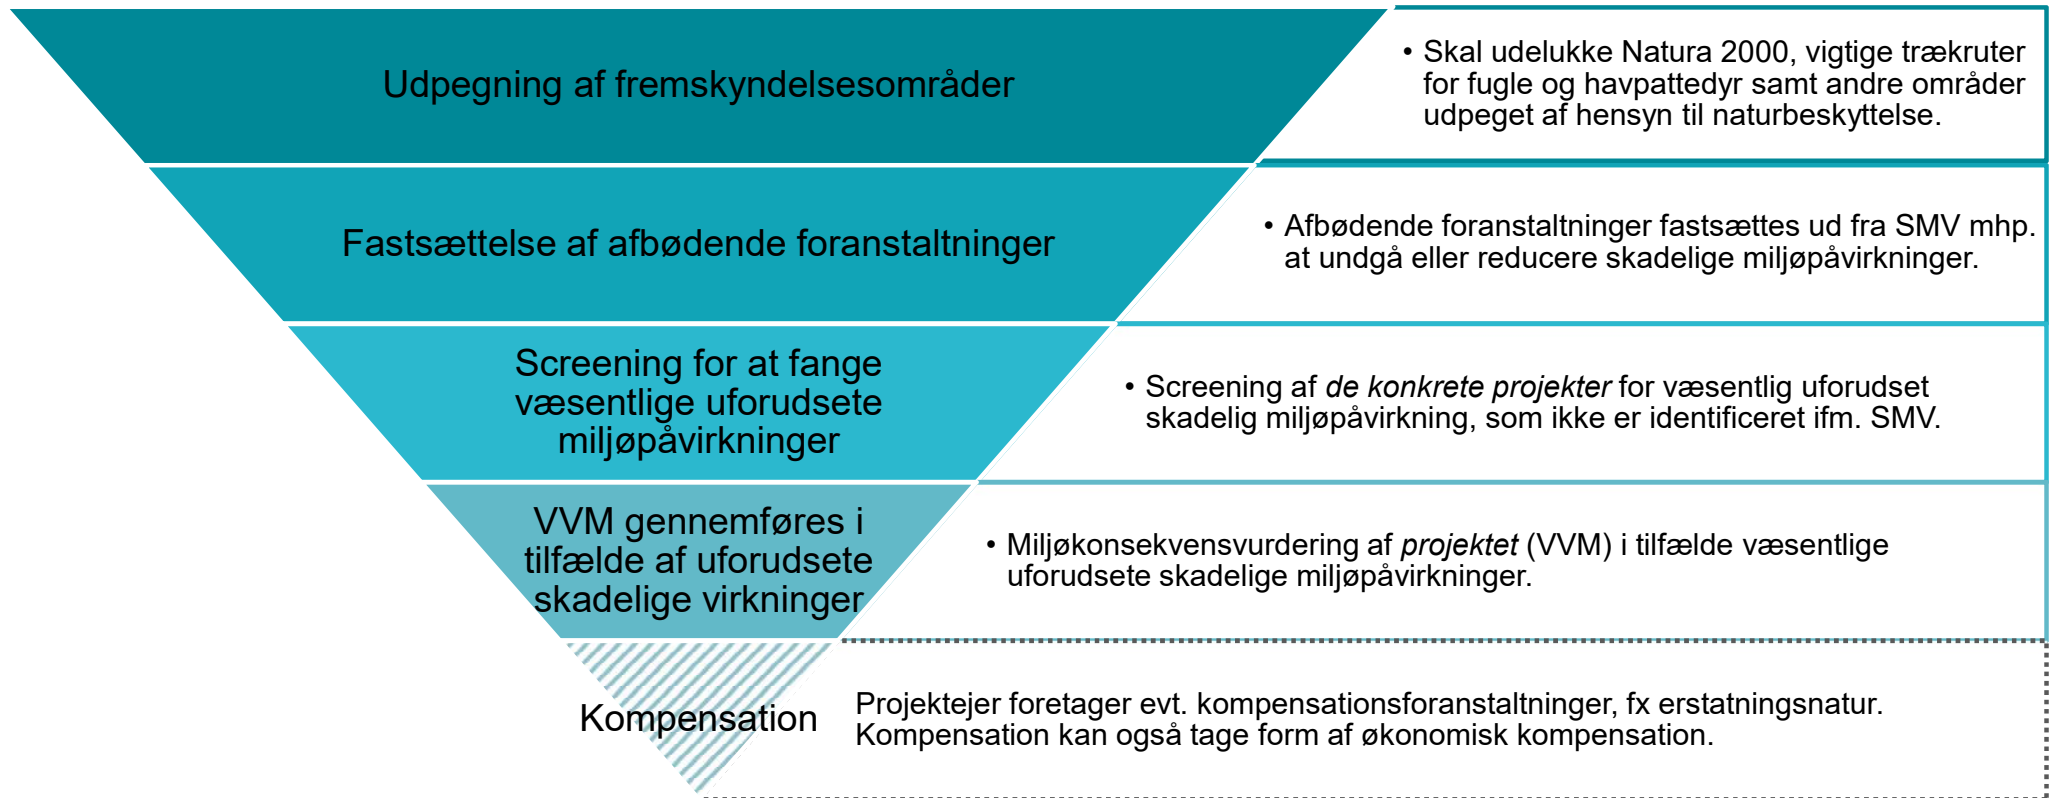 Udpegning af fremskyndelsesområder
• Skal udelukke Natura 2000, vigtige trækruter
for fugle og havpattedyr samt andre områder
udpeget af hensyn til naturbeskyttelse.
Fastsættelse af afbødende foranstaltninger
• Afbødende foranstaltninger fastsættes ud fra SMV mhp.
at undgå eller reducere skadelige miljøpåvirkninger.
Screening for at fange
væsentlige uforudsete
miljøpåvirkninger
• Screening af de konkrete projekter for væsentlig uforudset
skadelig miljøpåvirkning, som ikke er identificeret ifm. SMV.
VVM gennemføres i
tilfælde af uforudsete
skadelige virkninger
• Miljøkonsekvensvurdering af projektet (VVM) i tilfælde væsentlige
uforudsete skadelige miljøpåvirkninger.
Kompensation
Projektejer foretager evt. kompensationsforanstaltninger, fx erstatningsnatur.
Kompensation kan også tage form af økonomisk kompensation.